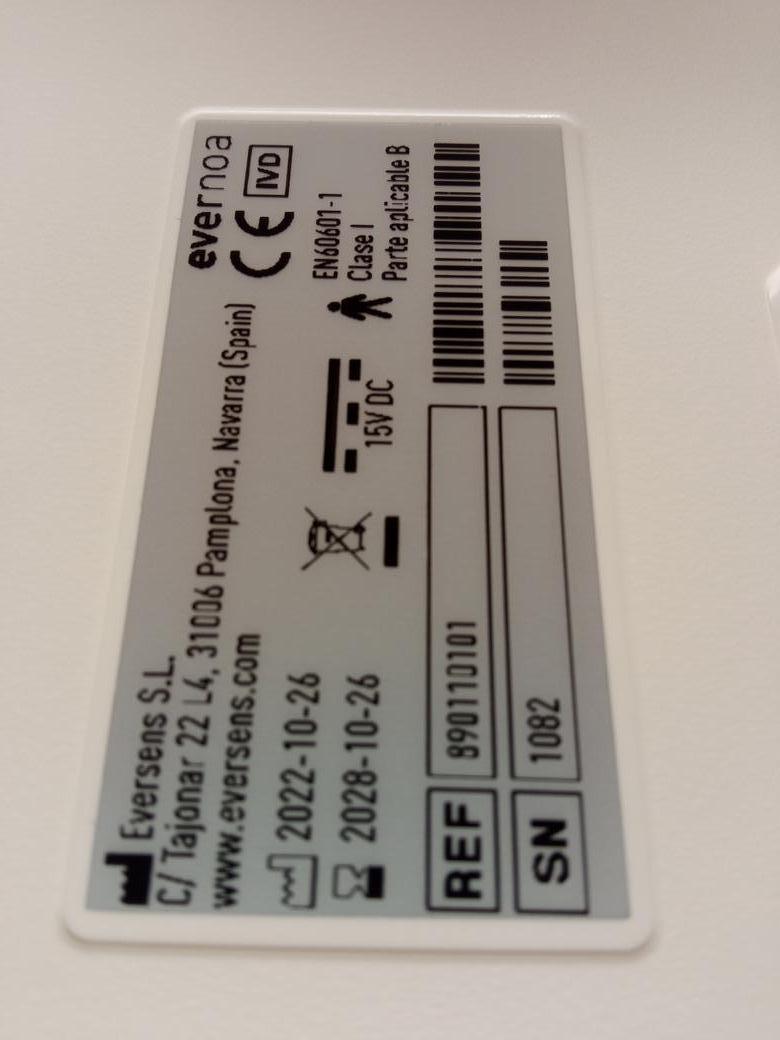 Eversens S.L.
C/ Tajonar 22 L4, 31006 Pamplona, Navarra (Spain)
www.eversens.com
evernoa
CE IVD
2022-10-26
2028-10-26
15V DC
EN60601-1
Clase I
Parte aplicable B
REF 890110101
SN 1082